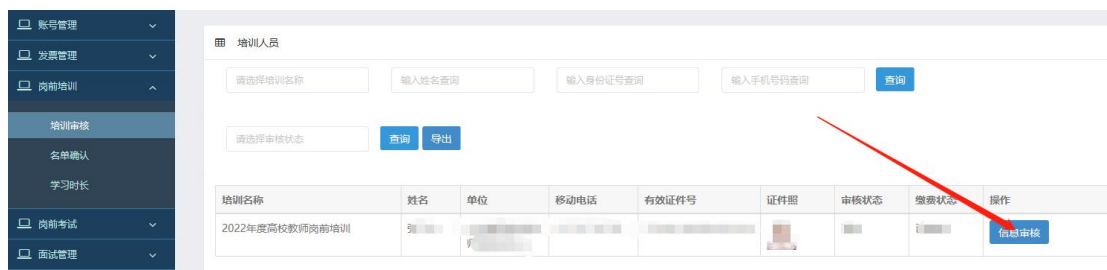 账号管理
发票管理
岗前培训
培训审核
名单确认
学习时长
岗前考试
面试管理
培训人员
请选择培训名称 输入姓名查询 输入身份证号查询 输入手机号码查询 查询
请选择审核状态 查询 导出
培训名称 姓名 单位 移动电话 有效证件号 证件照 审核状态 缴费状态 操作
2022年度高校教师岗前培训 信息审核